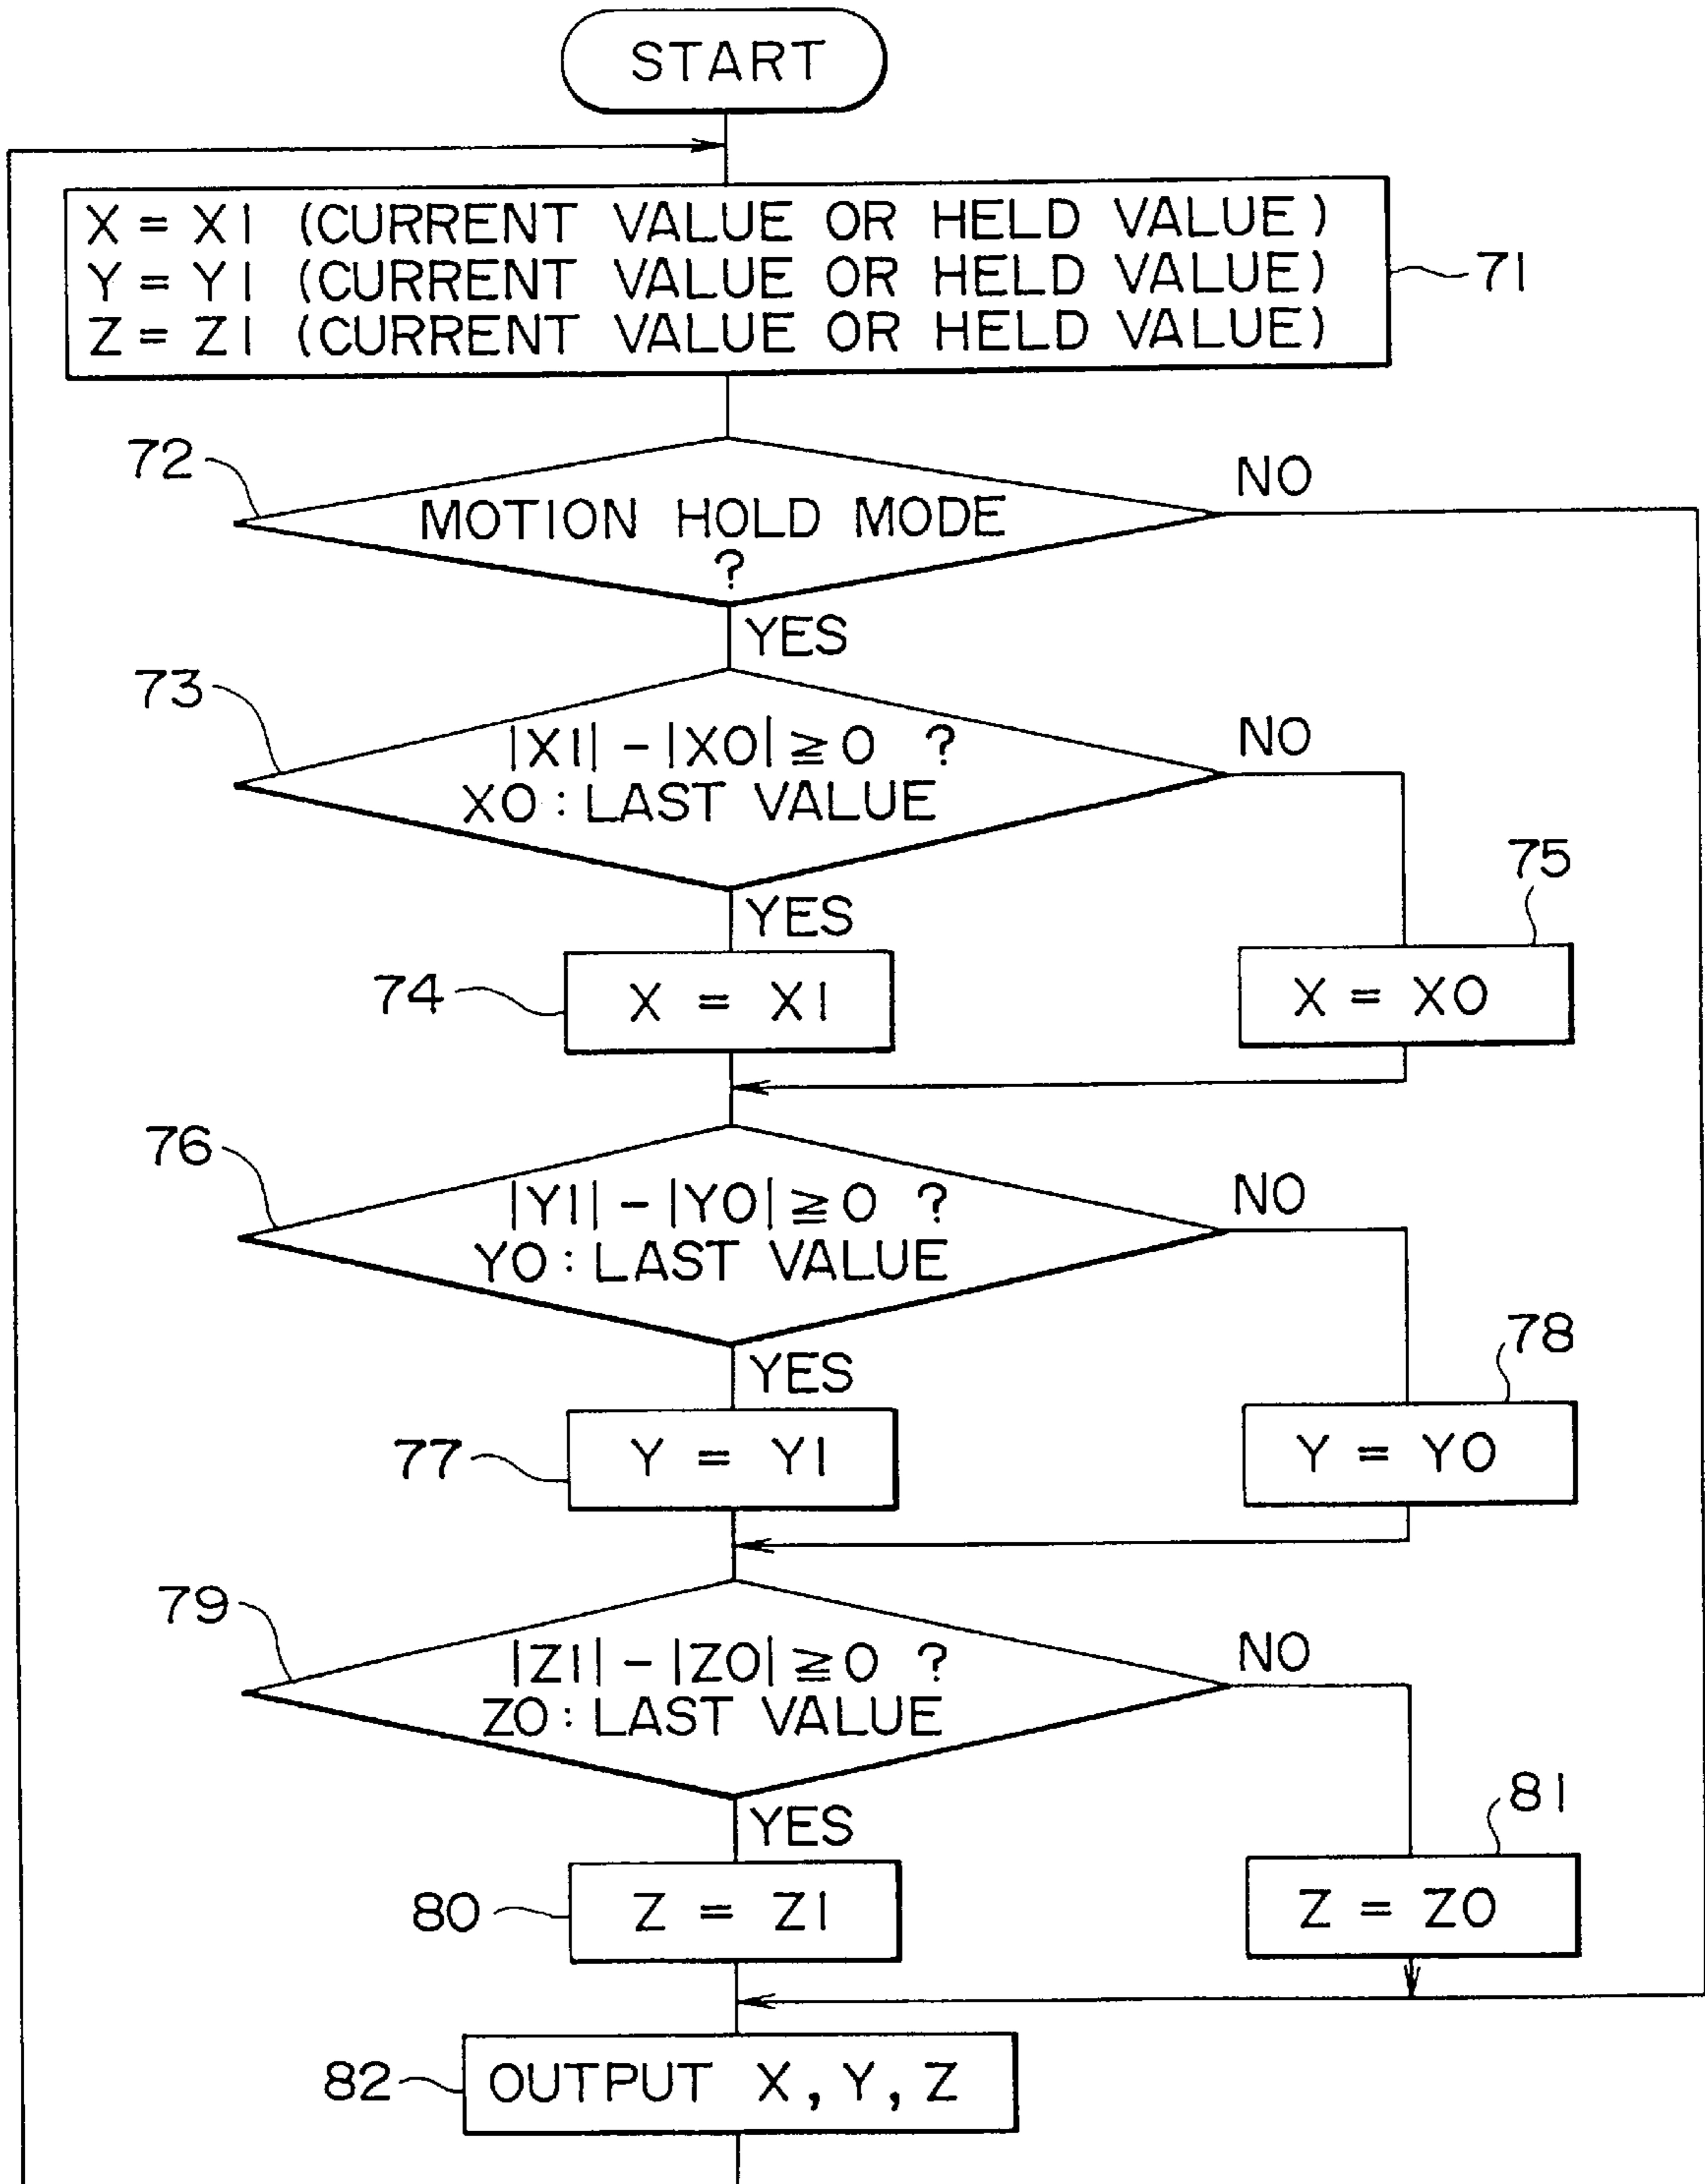 START
X = X1 (CURRENT VALUE OR HELD VALUE)
Y = Y1 (CURRENT VALUE OR HELD VALUE)
Z = Z1 (CURRENT VALUE OR HELD VALUE)
71
72
MOTION HOLD MODE
?
NO
YES
73
|X1| - |X0| ≧ 0 ?
X0 : LAST VALUE
NO
YES
74
X = X1
75
X = X0
76
|Y1| - |Y0| ≧ 0 ?
Y0 : LAST VALUE
NO
YES
77
Y = Y1
78
Y = Y0
79
|Z1| - |Z0| ≧ 0 ?
Z0 : LAST VALUE
NO
YES
80
Z = Z1
81
Z = Z0
82
OUTPUT X, Y, Z